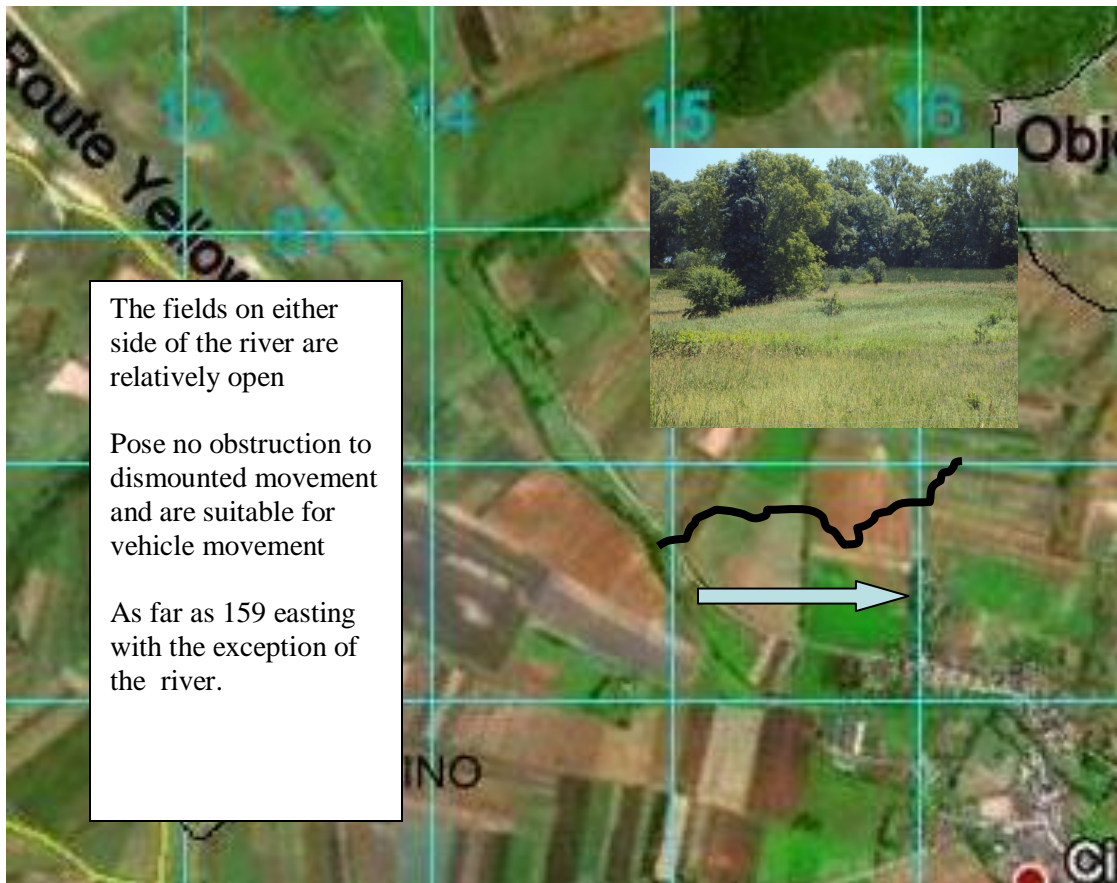 Route Yellow
13
14
15
16
Obj
The fields on either
side of the river are
relatively open
Pose no obstruction to
dismounted movement
and are suitable for
vehicle movement
As far as 159 easting
with the exception of
the river.
INO
Ci